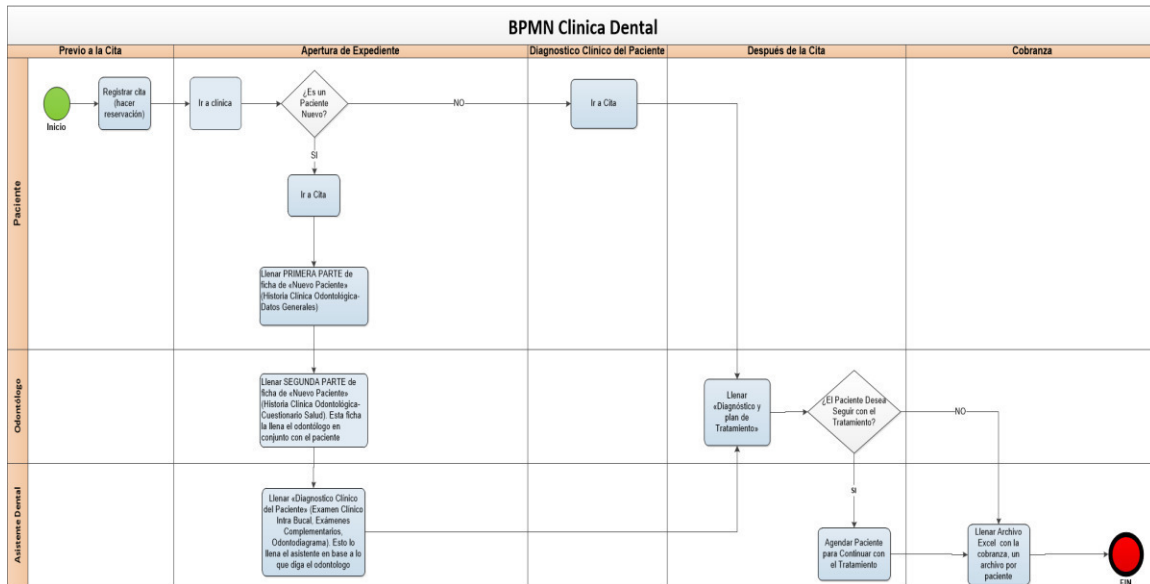 BPMN Clinica Dental
Previo a la Cita
Apertura de Expediente
Diagnostico Clínico del Paciente
Después de la Cita
Cobranza
Paciente
Inicio
Registrar cita
(hacer
reservación)
Ir a clínica
¿Es un
Paciente
Nuevo?
NO
Ir a Cita
SI
Ir a Cita
Llenar PRIMERA PARTE de
ficha de «Nuevo Paciente»
(Historia Clínica Odontológica-
Datos Generales)
Odontólogo
Llenar SEGUNDA PARTE de
ficha de «Nuevo Paciente»
(Historia Clínica Odontológica-
Cuestionario Salud). Esta ficha
la llena el odontólogo en
conjunto con el paciente
Llenar
«Diagnóstico y
plan de
Tratamiento»
¿El Paciente Desea
Seguir con el
Tratamiento?
NO
Asistente Dental
Llenar «Diagnostico Clínico
del Paciente» (Examen Clínico
Intra Bucal, Exámenes
Complementarios,
Odontodiagrama). Esto lo
llena el asistente en base a lo
que diga el odontologo
SI
Agendar Paciente
para Continuar con
el Tratamiento
Llenar Archivo
Excel con la
cobranza, un
archivo por
paciente
FIN